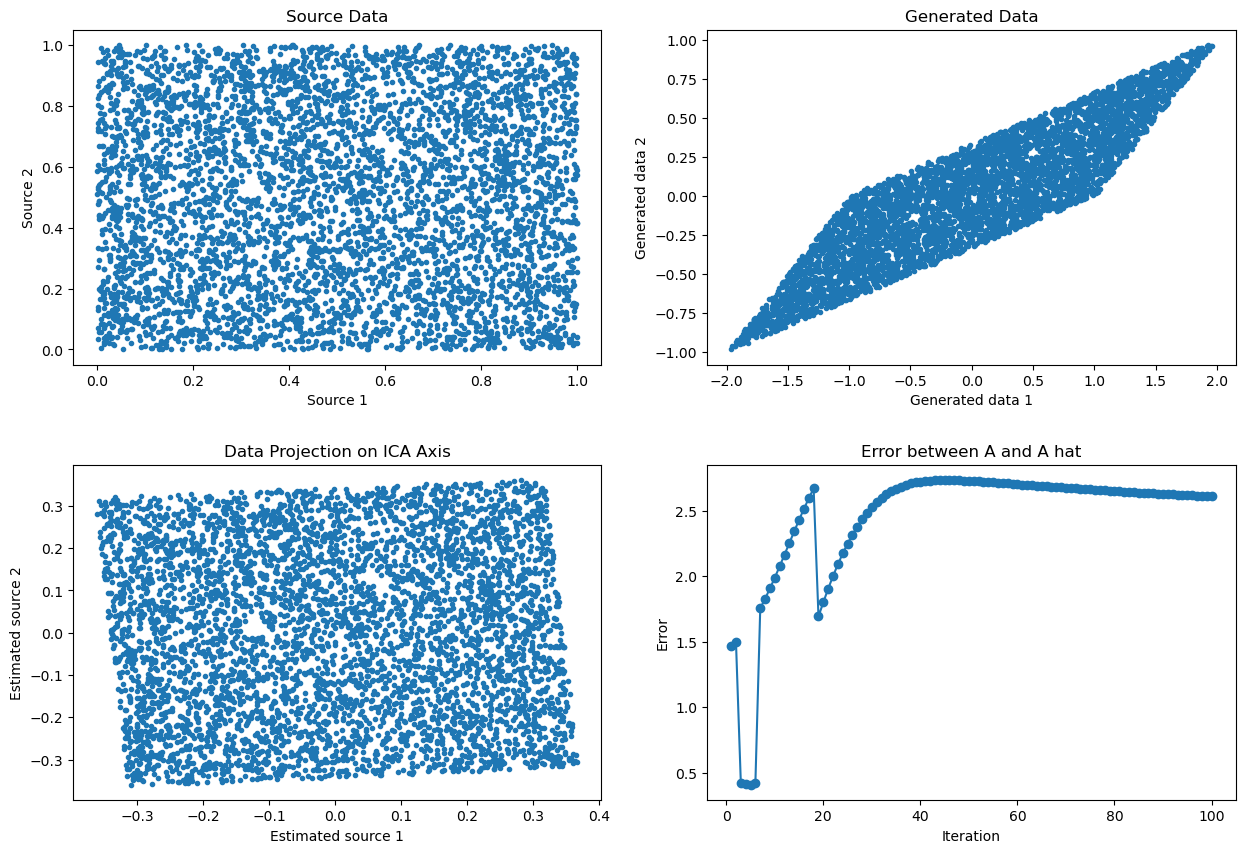 Source Data
1.0
0.8
0.6
0.4
0.2
0.0
Source 2
0.0 0.2 0.4 0.6 0.8 1.0
Source 1
Generated Data
1.00
0.75
0.50
0.25
0.00
−0.25
−0.50
−0.75
−1.00
Generated data 2
−2.0 −1.5 −1.0 −0.5 0.0 0.5 1.0 1.5 2.0
Generated data 1
Data Projection on ICA Axis
0.3
0.2
0.1
0.0
−0.1
−0.2
−0.3
Estimated source 2
−0.3 −0.2 −0.1 0.0 0.1 0.2 0.3 0.4
Estimated source 1
Error between A and A hat
2.5
2.0
1.5
1.0
0.5
Error
0 20 40 60 80 100
Iteration